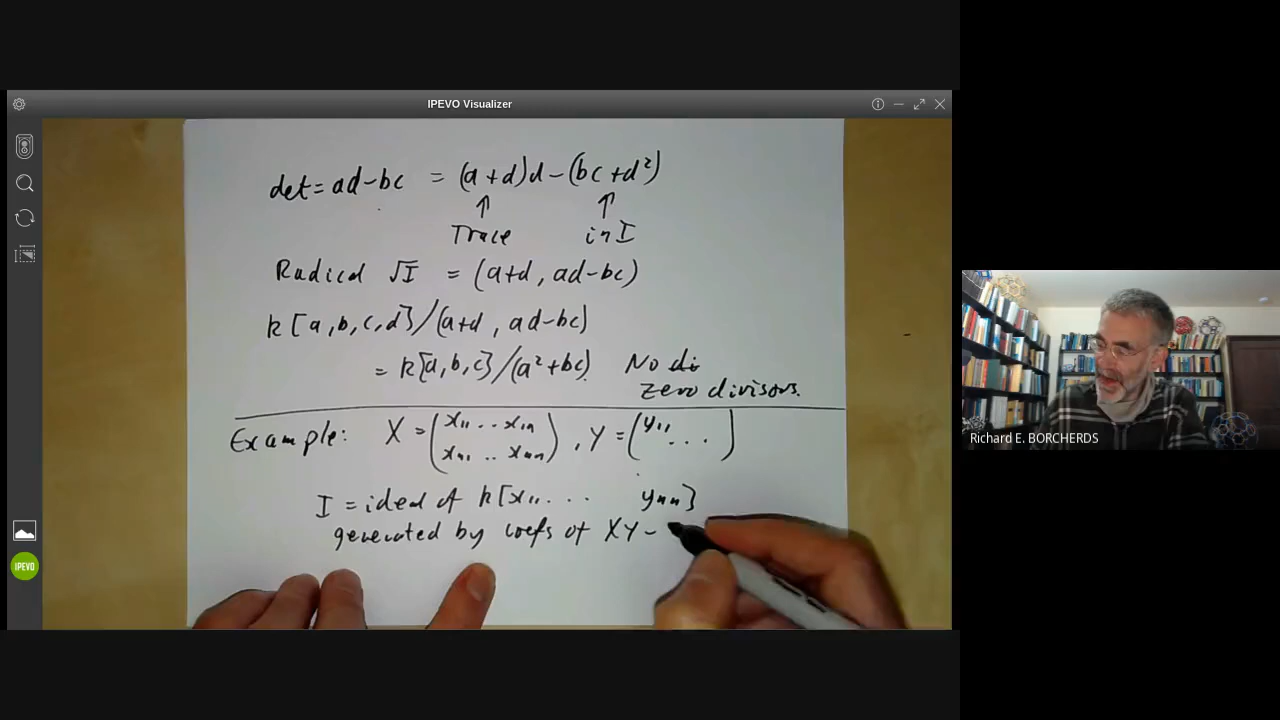 IPEVO Visualizer
det = ad-bc = (a+d)d - (bc+d²)
↑ ↑
Trace in I
Radical √I = (a+d, ad-bc)
k[a,b,c,d]/(a+d, ad-bc)
= k[a,b,c]/(a²+bc). No di
zero divisors.
Example: X = (x₁₁ .. x₁n
xn₁ .. xnn), Y = (y₁₁ ...)
I = ideal of k[x₁₁ ... ynn]
generated by coefs of XY-
Richard E. BORCHERDS
IPEVO